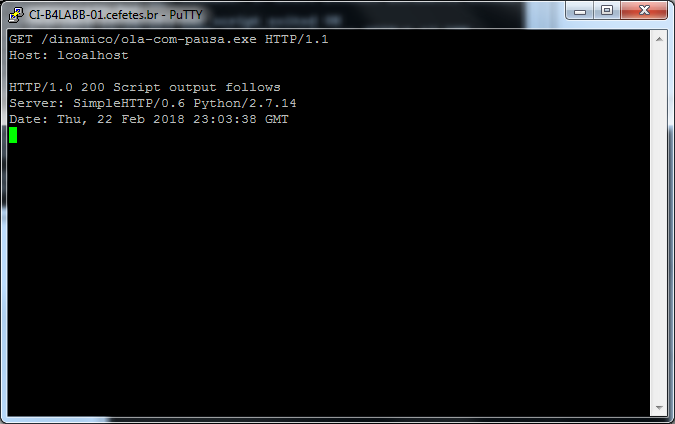 CI-B4LABB-01.cefetes.br - PuTTY
GET /dinamico/ola-com-pausa.exe HTTP/1.1
Host: lcoalhost

HTTP/1.0 200 Script output follows
Server: SimpleHTTP/0.6 Python/2.7.14
Date: Thu, 22 Feb 2018 23:03:38 GMT